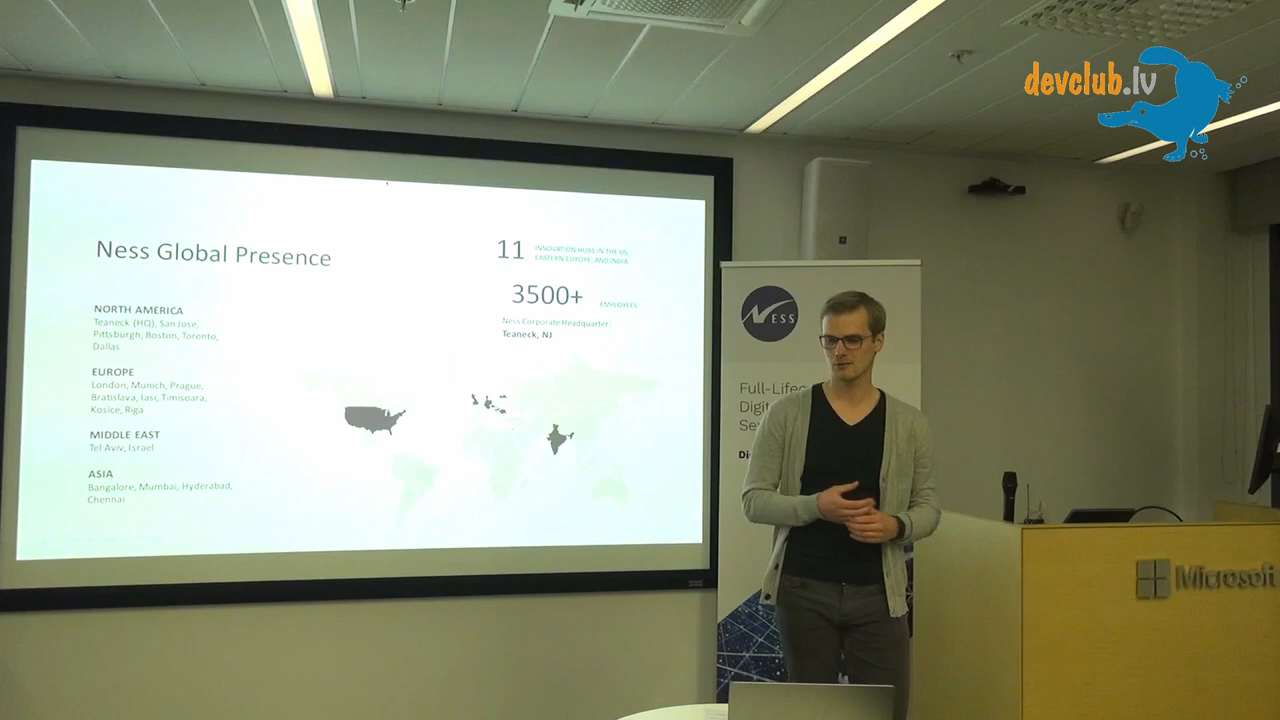 devclub.lv
Ness Global Presence
NORTH AMERICA
Teaneck (HQ), San Jose,
Pittsburgh, Boston, Toronto,
Dallas
EUROPE
London, Munich, Prague,
Bratislava, Iasi, Timisoara,
Kosice, Riga
MIDDLE EAST
Tel Aviv, Israel
ASIA
Bangalore, Mumbai, Hyderabad,
Chennai
11 INNOVATION HUBS IN THE US,
EASTERN EUROPE, AND INDIA
3500+ EMPLOYEES
Ness Corporate Headquarter:
Teaneck, NJ
NESS
Full-Lifec
Digit
Se
Di
Microsoft